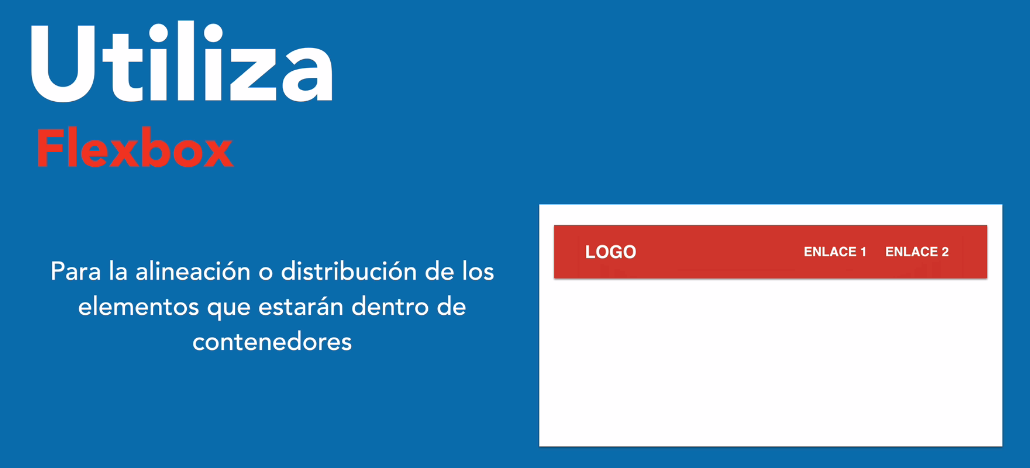 Utiliza
Flexbox
Para la alineación o distribución de los
elementos que estarán dentro de
contenedores
LOGO ENLACE 1 ENLACE 2